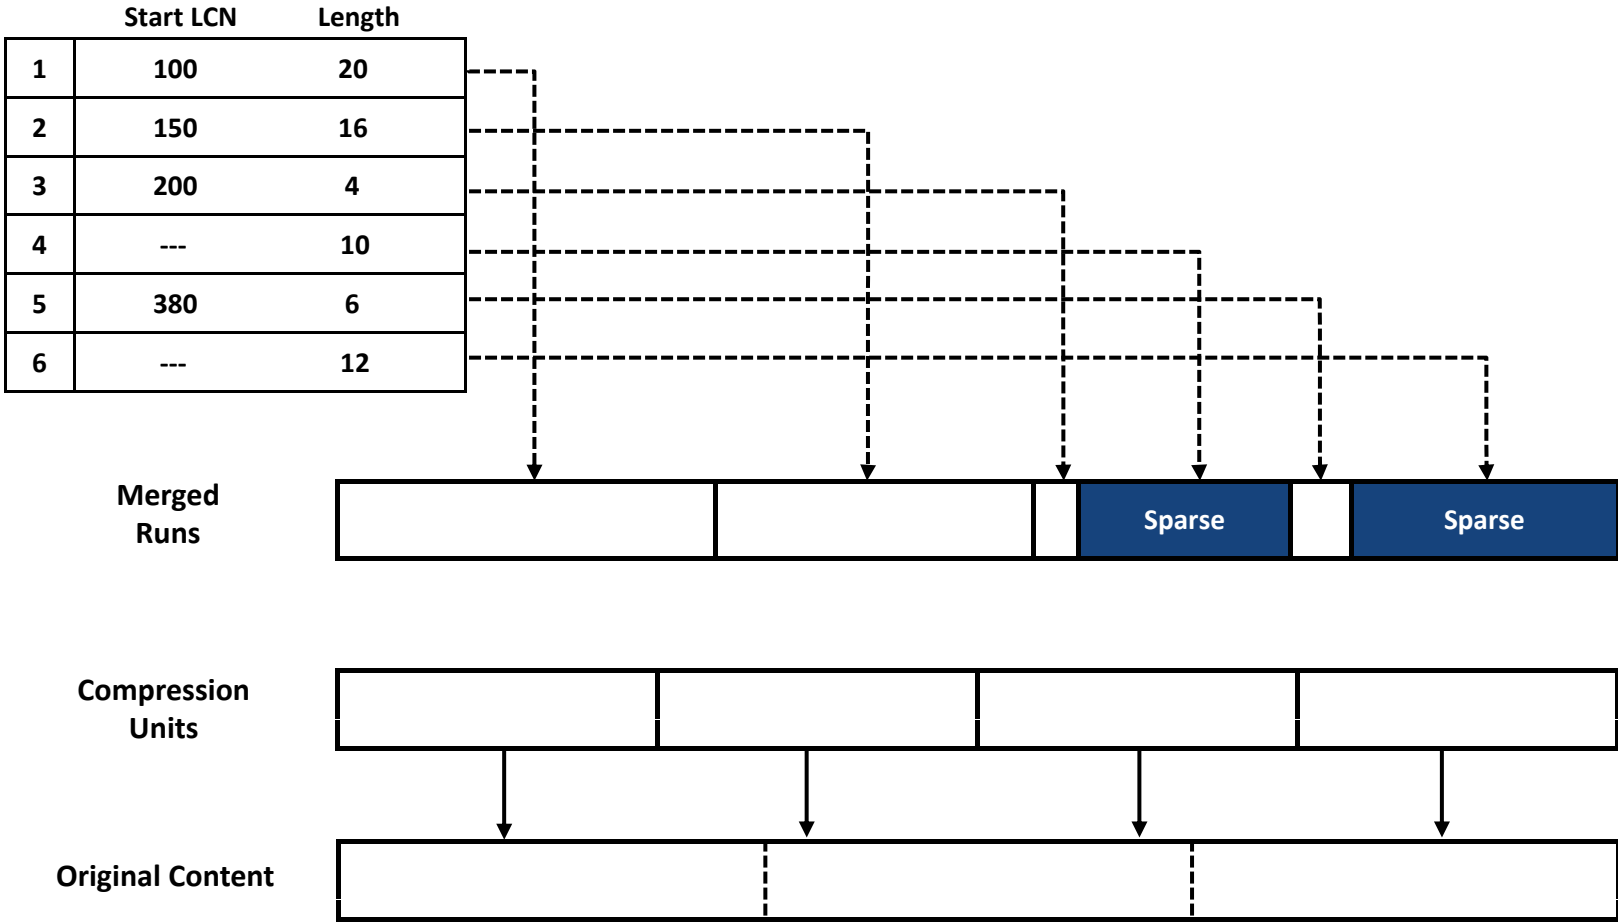 Start LCN Length
1 100 20
2 150 16
3 200 4
4 --- 10
5 380 6
6 --- 12
Merged
Runs
Sparse Sparse
Compression
Units
Original Content